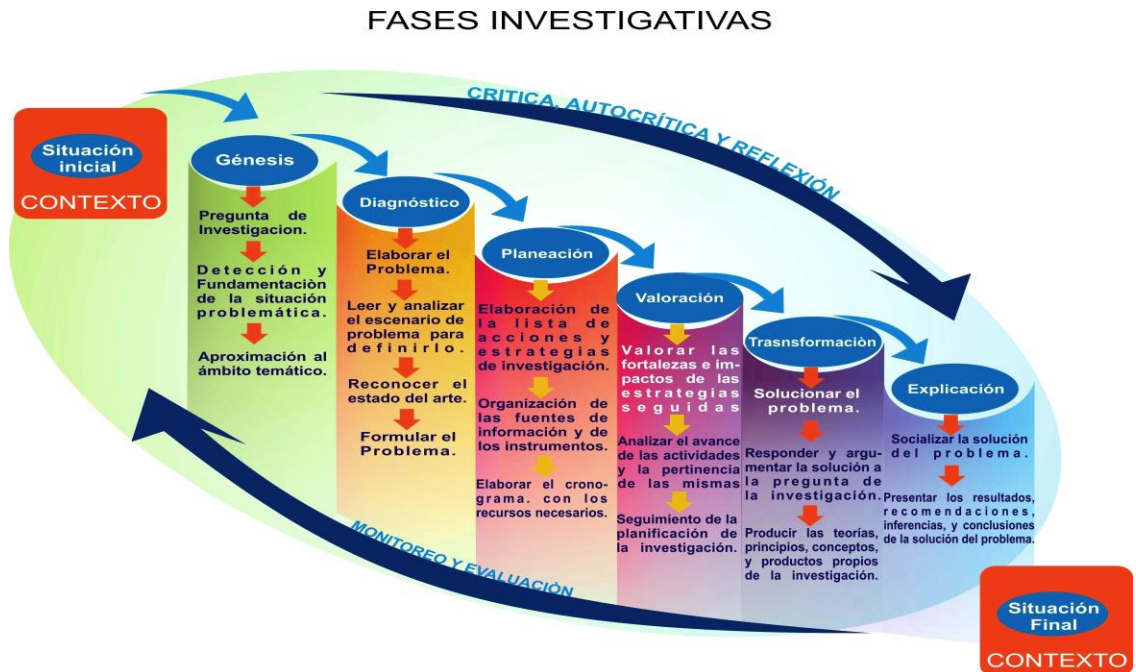 FASES INVESTIGATIVAS
CRITICA, AUTOCRÍTICA Y REFLEXIÓN
Situación
inicial
CONTEXTO
Génesis
Pregunta de
Investigacion.
Detección y
Fundamentaciòn
de la situación
problemática.
Aproximación al
ámbito temático.
Diagnóstico
Elaborar el
Problema.
Leer y analizar
el escenario de
problema para
definirlo.
Reconocer el
estado del arte.
Formular el
Problema.
Planeación
Elaboración de
la lista de
acciones y
estrategias
de investigación.
Organización de
las fuentes de
información y de
los instrumentos.
Elaborar el crono-
grama. con los
recursos necesarios.
Valoración
Valorar las
fortalezas e im-
pactos de las
estrategias
seguidas
Analizar el avance
de las actividades
y la pertinencia
de las mismas
Seguimiento de la
planificación de
la investigación.
Trasnsformaciòn
Solucionar el
problema.
Responder y argu-
mentar la solución a
la pregunta de
la investigación.
Producir las teorías,
principios, conceptos,
y productos propios
de la investigación.
Explicación
Socializar la solución
del problema.
Presentar los resultados,
recomendaciones,
inferencias, y conclusiones
de la solución del problema.
MONITOREO Y EVALUACIÒN
Situación
Final
CONTEXTO